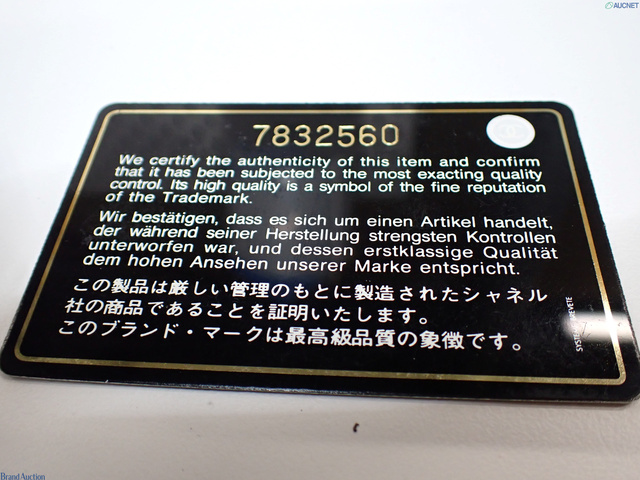 AUCNET
7832560
We certify the authenticity of this item and confirm
that it has been subjected to the most exacting quality
control. Its high quality is a symbol of the fine reputation
of the Trademark.
Wir bestätigen, dass es sich um einen Artikel handelt,
der während seiner Herstellung strengsten Kontrollen
unterworfen war, und dessen erstklassige Qualität
dem hohen Ansehen unserer Marke entspricht.
この製品は厳しい管理のもとに製造されたシャネル
社の商品であることを証明いたします。
このブランド・マークは最高級品質の象徴です。
Brand Auction